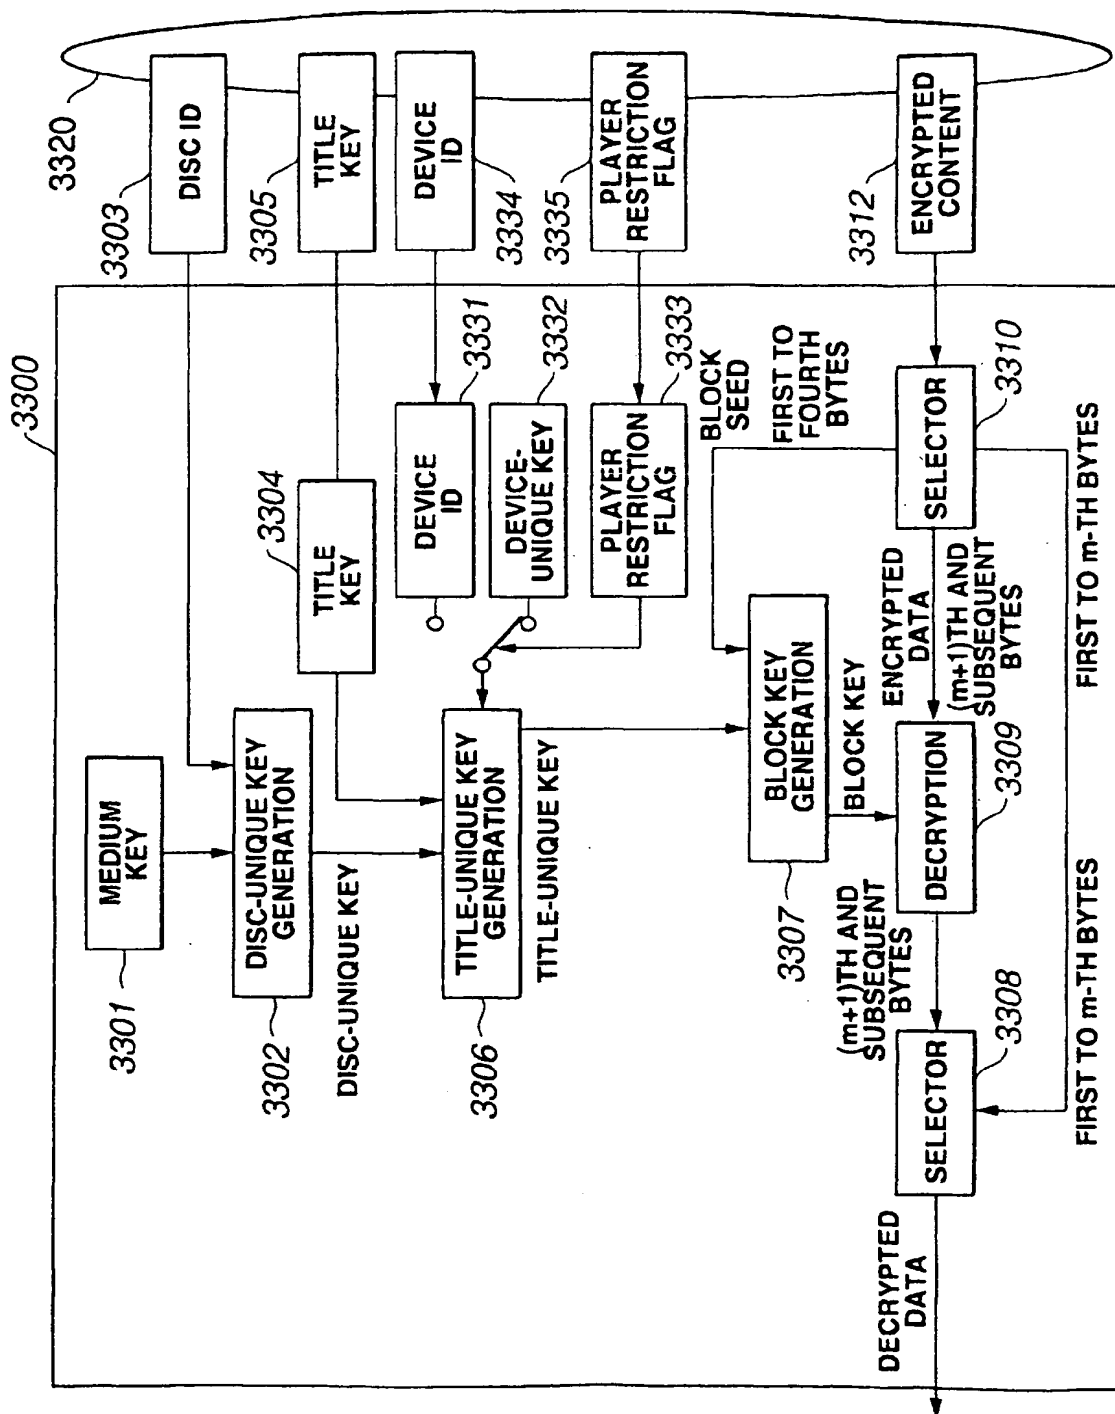 3300
3301
MEDIUM
KEY
3302
DISC-UNIQUE KEY
GENERATION
DISC-UNIQUE KEY
3303
DISC ID
3320
3304
TITLE
KEY
3305
TITLE
KEY
3306
TITLE-UNIQUE KEY
GENERATION
TITLE-UNIQUE KEY
DEVICE
ID
3331
DEVICE
ID
3334
DEVICE-
UNIQUE KEY
3332
PLAYER
RESTRICTION
FLAG
3333
3335
PLAYER
RESTRICTION
FLAG
BLOCK
SEED
FIRST TO
FOURTH
BYTES
BLOCK KEY
GENERATION
3307
BLOCK KEY
3312
ENCRYPTED
CONTENT
SELECTOR
3310
ENCRYPTED
DATA
(m+1)TH AND
SUBSEQUENT
BYTES
DECRYPTION
3309
(m+1)TH AND
SUBSEQUENT
BYTES
SELECTOR
3308
DECRYPTED
DATA
FIRST TO m-TH BYTES
FIRST TO m-TH BYTES